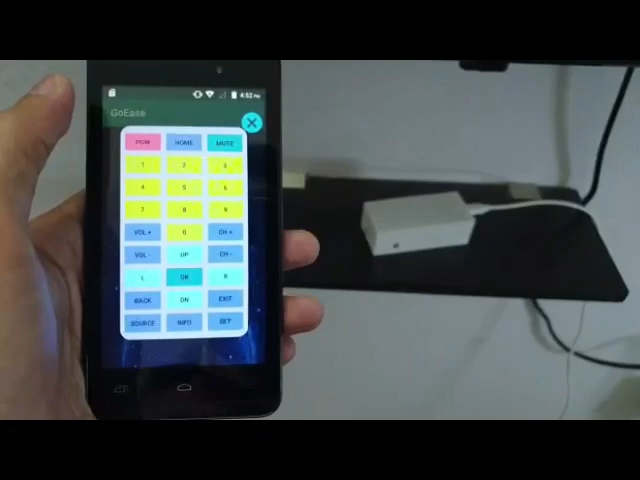 4:52 PM
GoEase
POW HOME MUTE
1 2 3
4 5 6
7 8 9
VOL + 0 CH +
VOL - UP CH -
L OK R
BACK DN EXIT
SOURCE INFO SET